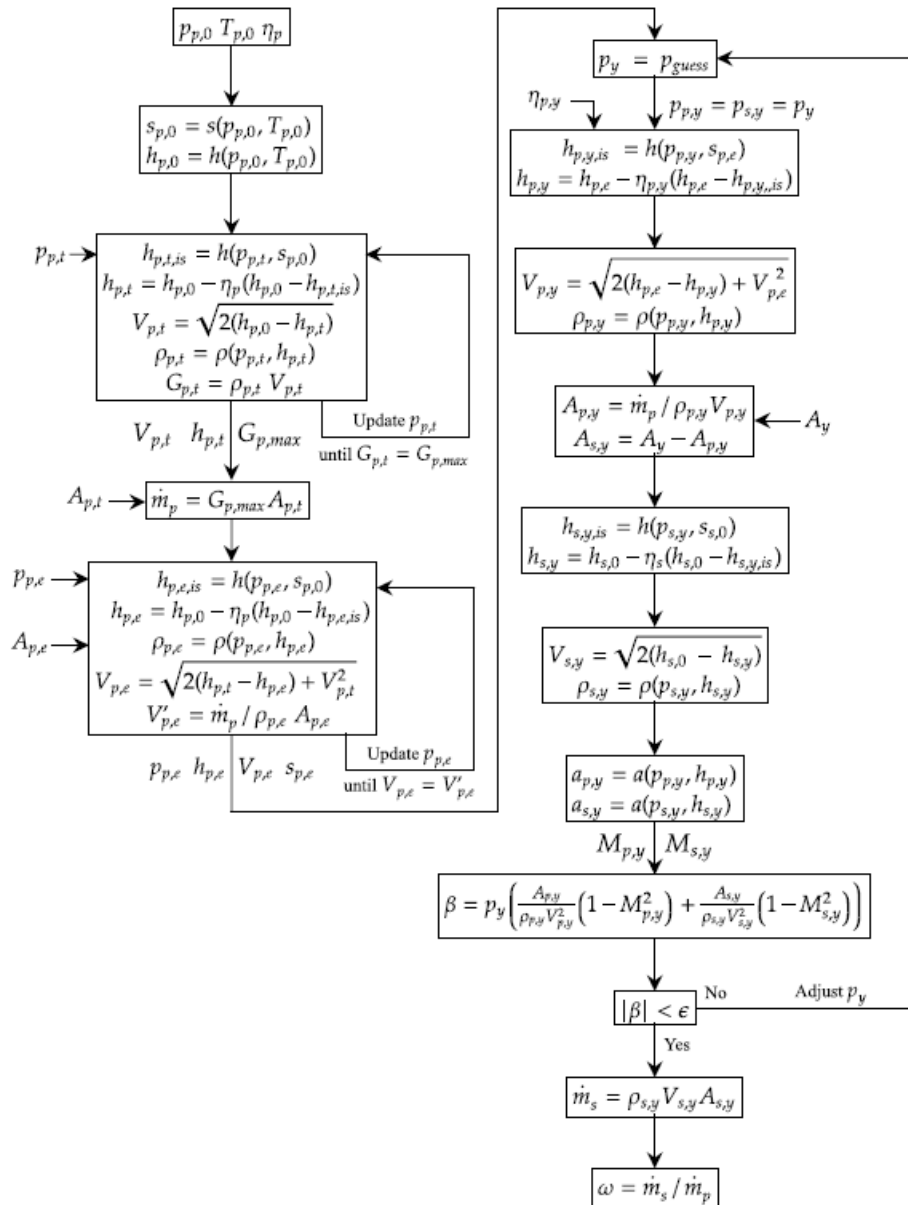 p_{p,0} T_{p,0} η_p
s_{p,0} = s(p_{p,0}, T_{p,0})
h_{p,0} = h(p_{p,0}, T_{p,0})
p_{p,t}
h_{p,t,is} = h(p_{p,t}, s_{p,0})
h_{p,t} = h_{p,0} − η_p(h_{p,0} − h_{p,t,is})
V_{p,t} = √(2(h_{p,0} − h_{p,t}))
ρ_{p,t} = ρ(p_{p,t}, h_{p,t})
G_{p,t} = ρ_{p,t} V_{p,t}
Update p_{p,t}
until G_{p,t} = G_{p,max}
V_{p,t} h_{p,t} G_{p,max}
A_{p,t}
ṁ_p = G_{p,max} A_{p,t}
p_{p,e}
A_{p,e}
h_{p,e,is} = h(p_{p,e}, s_{p,0})
h_{p,e} = h_{p,0} − η_p(h_{p,0} − h_{p,e,is})
ρ_{p,e} = ρ(p_{p,e}, h_{p,e})
V_{p,e} = √(2(h_{p,t} − h_{p,e}) + V_{p,t}^2)
V'_{p,e} = ṁ_p / ρ_{p,e} A_{p,e}
Update p_{p,e}
until V_{p,e} = V'_{p,e}
p_{p,e} h_{p,e} V_{p,e} s_{p,e}
p_y = p_{guess}
η_{p,y}
p_{p,y} = p_{s,y} = p_y
h_{p,y,is} = h(p_{p,y}, s_{p,e})
h_{p,y} = h_{p,e} − η_{p,y}(h_{p,e} − h_{p,y,,is})
V_{p,y} = √(2(h_{p,e} − h_{p,y}) + V_{p,e}^2)
ρ_{p,y} = ρ(p_{p,y}, h_{p,y})
A_{p,y} = ṁ_p / ρ_{p,y} V_{p,y}
A_{s,y} = A_y − A_{p,y}
A_y
h_{s,y,is} = h(p_{s,y}, s_{s,0})
h_{s,y} = h_{s,0} − η_s(h_{s,0} − h_{s,y,is})
V_{s,y} = √(2(h_{s,0} − h_{s,y}))
ρ_{s,y} = ρ(p_{s,y}, h_{s,y})
a_{p,y} = a(p_{p,y}, h_{p,y})
a_{s,y} = a(p_{s,y}, h_{s,y})
M_{p,y} M_{s,y}
β = p_y(A_{p,y}/(ρ_{p,y} V_{p,y}^2) (1 − M_{p,y}^2) + A_{s,y}/(ρ_{s,y} V_{s,y}^2) (1 − M_{s,y}^2))
|β| < ϵ
No
Adjust p_y
Yes
ṁ_s = ρ_{s,y} V_{s,y} A_{s,y}
ω = ṁ_s / ṁ_p